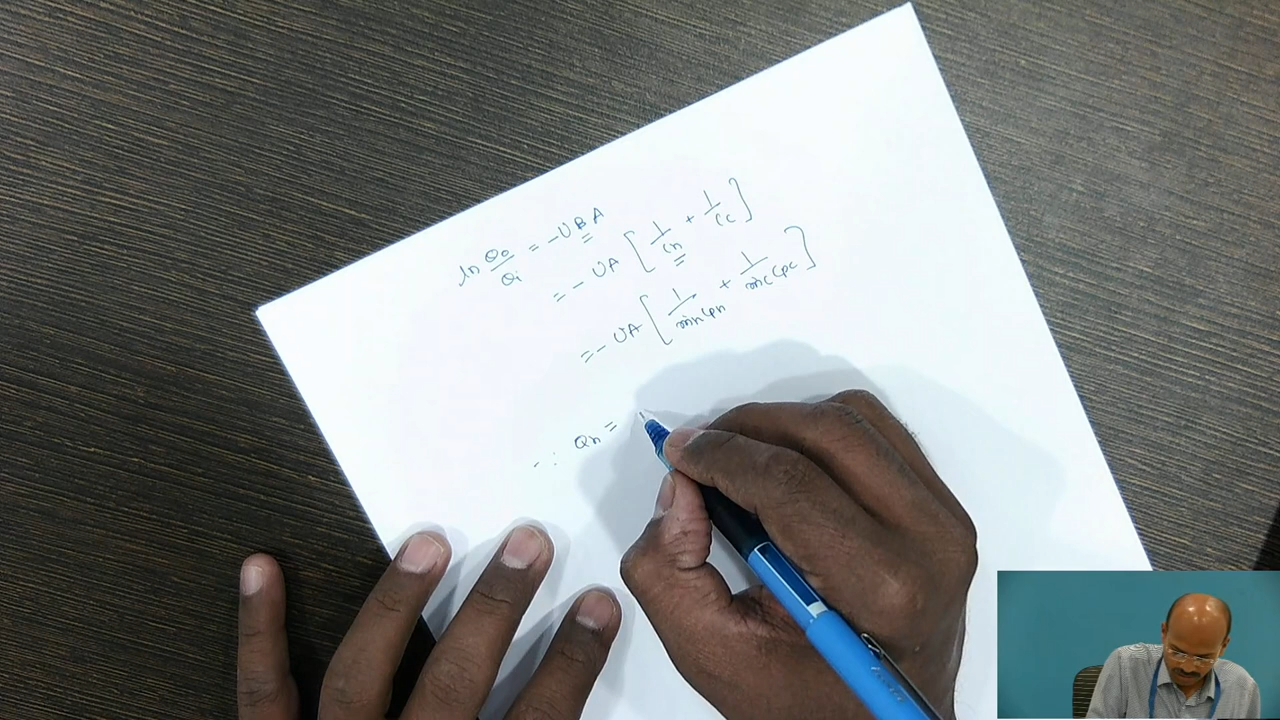 ln θo/θi = -UBA
= - UA [1/Ch + 1/Cc]
= - UA [1/ṁhCph + 1/ṁcCpc]
∴ Qh =